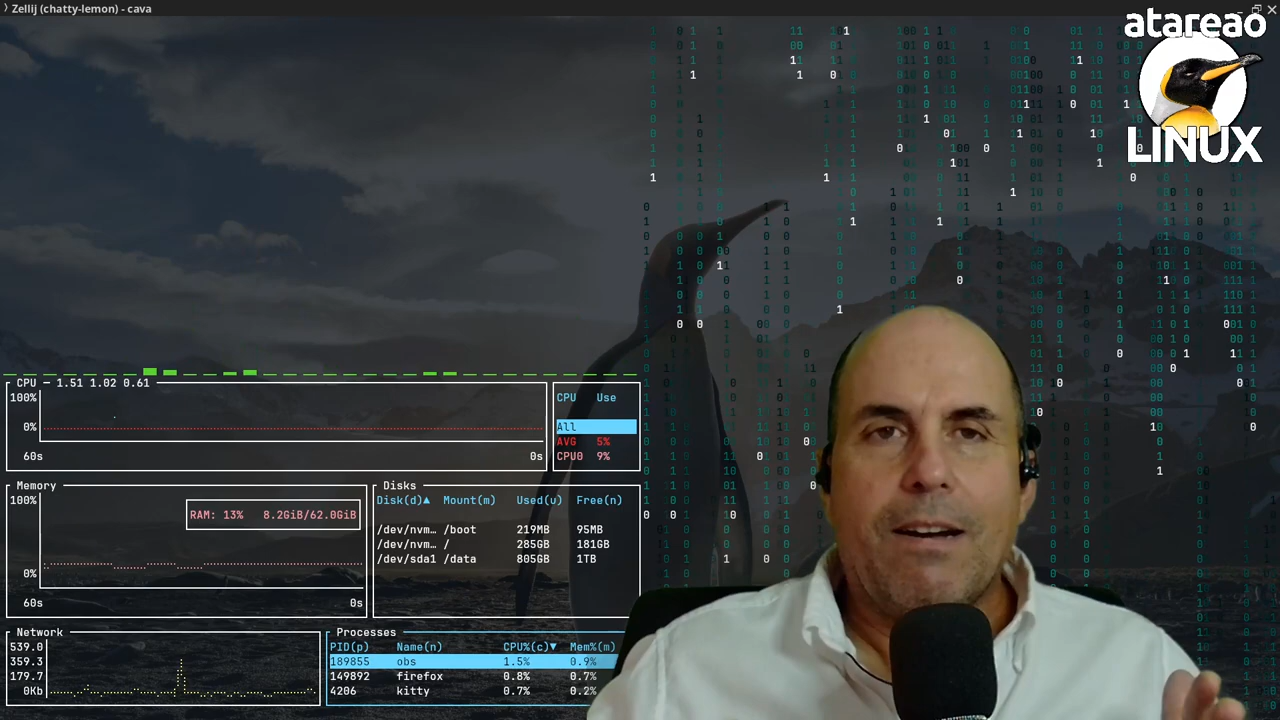 Zellij (chatty-lemon) - cava
atareao
LINUX
CPU — 1.51 1.02 0.61
100%
0%
60s 0s
CPU Use
All
AVG 5%
CPU0 9%
Memory
100%
RAM: 13% 8.2GiB/62.0GiB
0%
60s 0s
Disks
Disk(d)▲ Mount(m) Used(u) Free(n)
/dev/nvm… /boot 219MB 95MB
/dev/nvm… / 285GB 181GB
/dev/sda1 /data 805GB 1TB
Network
539.0
359.3
179.7
0Kb
Processes
PID(p) Name(n) CPU%(c)▼ Mem%(m)
189855 obs 1.5% 0.9%
149892 firefox 0.8% 0.7%
4206 kitty 0.7% 0.2%